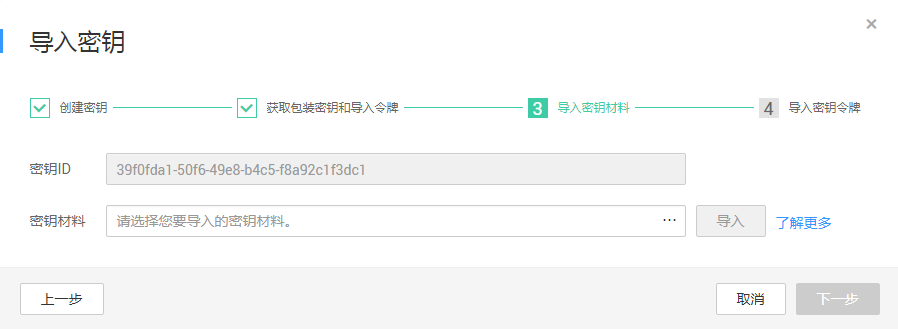 导入密钥
创建密钥 获取包装密钥和导入令牌 3 导入密钥材料 4 导入密钥令牌
密钥ID 39f0fda1-50f6-49e8-b4c5-f8a92c1f3dc1
密钥材料 请选择您要导入的密钥材料。 ... 导入 了解更多
上一步 取消 下一步